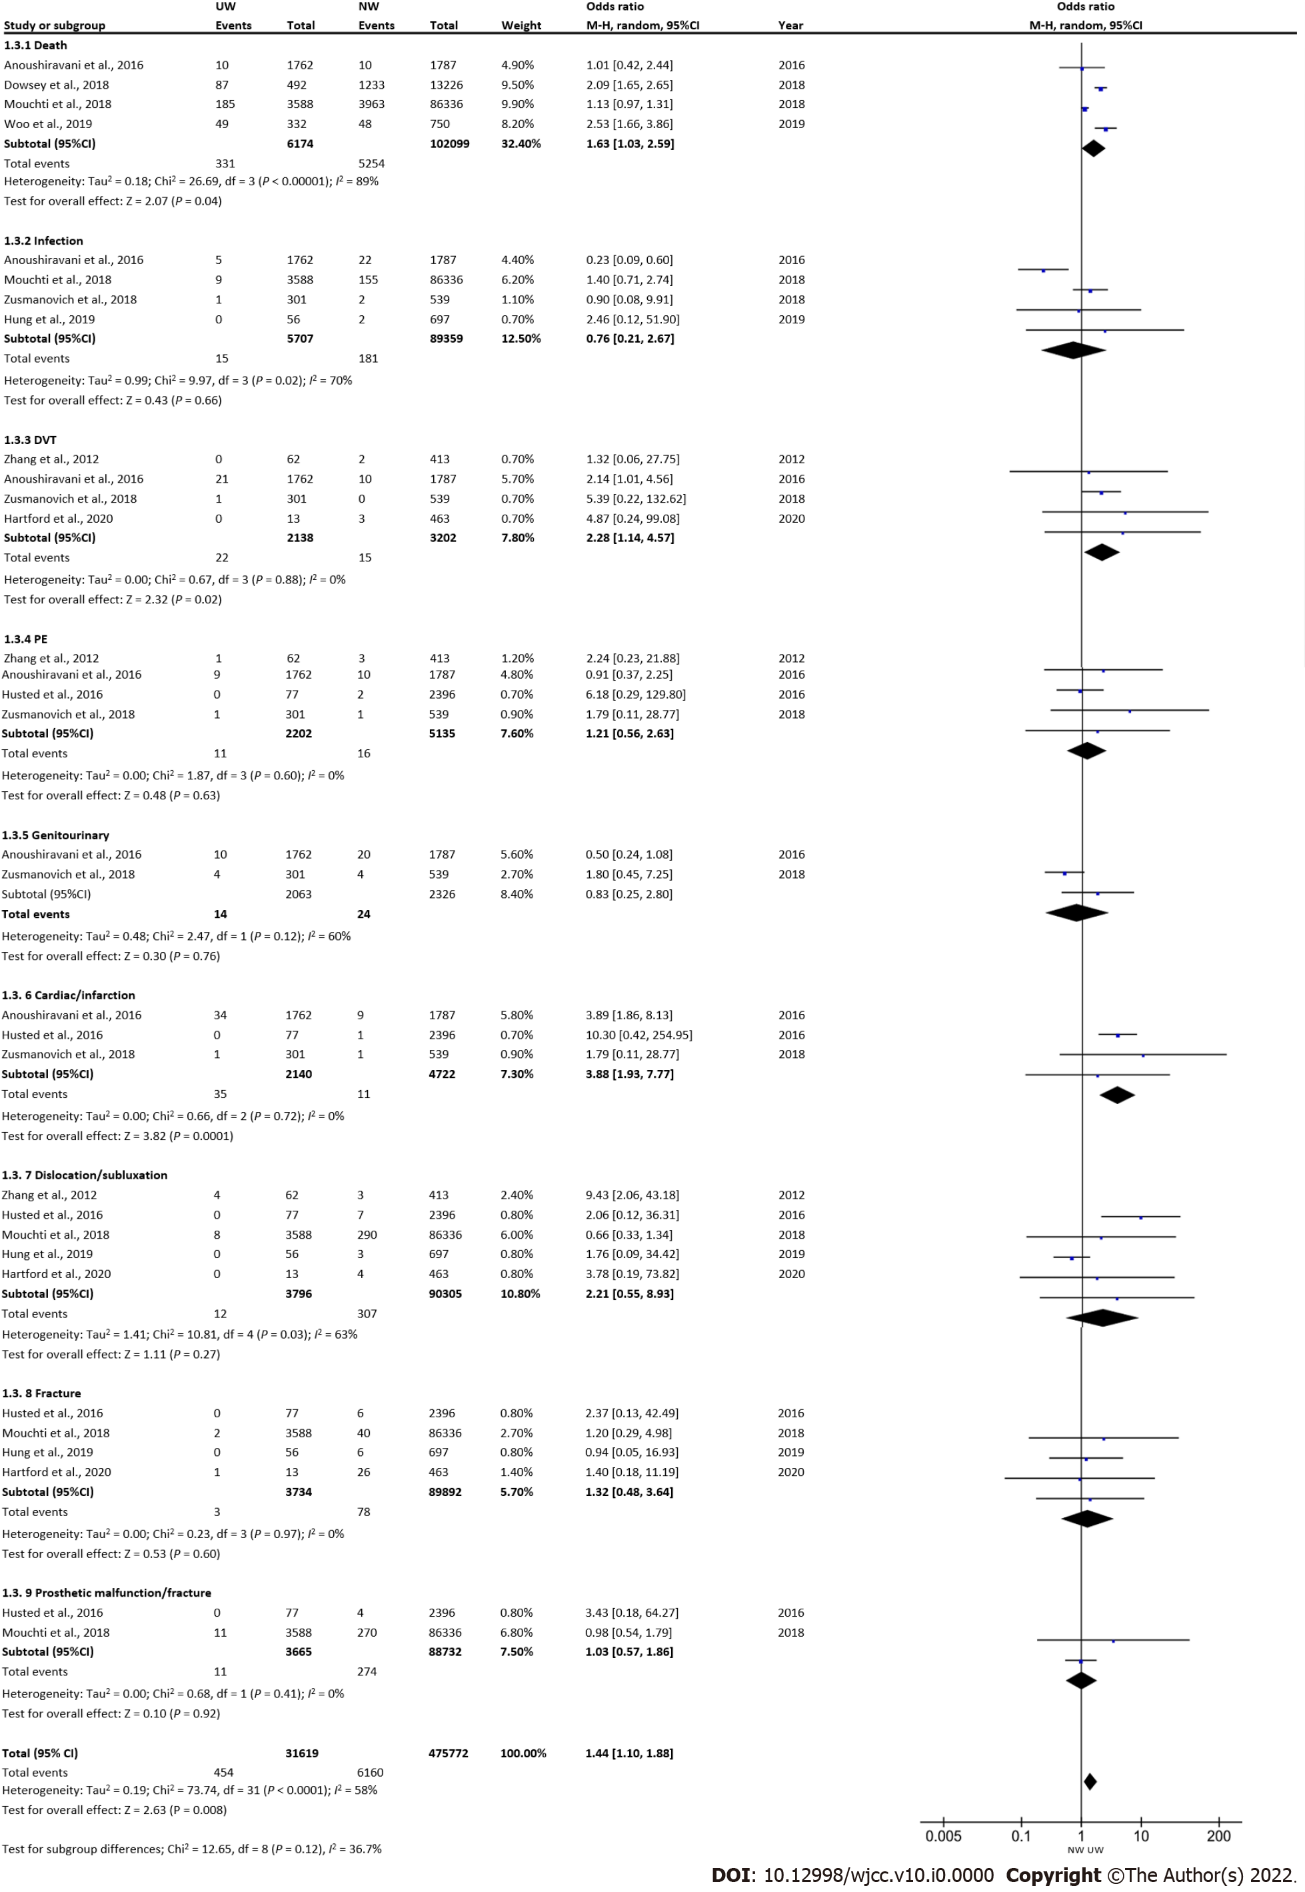 UW NW Odds ratio Odds ratio
Study or subgroup Events Total Events Total Weight M-H, random, 95%CI Year M-H, random, 95%CI
1.3.1 Death
Anoushiravani et al., 2016 10 1762 10 1787 4.90% 1.01 [0.42, 2.44] 2016
Dowsey et al., 2018 87 492 1233 13226 9.50% 2.09 [1.65, 2.65] 2018
Mouchti et al., 2018 185 3588 3963 86336 9.90% 1.13 [0.97, 1.31] 2018
Woo et al., 2019 49 332 48 750 8.20% 2.53 [1.66, 3.86] 2019
Subtotal (95%CI) 6174 102099 32.40% 1.63 [1.03, 2.59]
Total events 331 5254
Heterogeneity: Tau² = 0.18; Chi² = 26.69, df = 3 (P < 0.00001); I² = 89%
Test for overall effect: Z = 2.07 (P = 0.04)
1.3.2 Infection
Anoushiravani et al., 2016 5 1762 22 1787 4.40% 0.23 [0.09, 0.60] 2016
Mouchti et al., 2018 9 3588 155 86336 6.20% 1.40 [0.71, 2.74] 2018
Zusmanovich et al., 2018 1 301 2 539 1.10% 0.90 [0.08, 9.91] 2018
Hung et al., 2019 0 56 2 697 0.70% 2.46 [0.12, 51.90] 2019
Subtotal (95%CI) 5707 89359 12.50% 0.76 [0.21, 2.67]
Total events 15 181
Heterogeneity: Tau² = 0.99; Chi² = 9.97, df = 3 (P = 0.02); I² = 70%
Test for overall effect: Z = 0.43 (P = 0.66)
1.3.3 DVT
Zhang et al., 2012 0 62 2 413 0.70% 1.32 [0.06, 27.75] 2012
Anoushiravani et al., 2016 21 1762 10 1787 5.70% 2.14 [1.01, 4.56] 2016
Zusmanovich et al., 2018 1 301 0 539 0.70% 5.39 [0.22, 132.62] 2018
Hartford et al., 2020 0 13 3 463 0.70% 4.87 [0.24, 99.08] 2020
Subtotal (95%CI) 2138 3202 7.80% 2.28 [1.14, 4.57]
Total events 22 15
Heterogeneity: Tau² = 0.00; Chi² = 0.67, df = 3 (P = 0.88); I² = 0%
Test for overall effect: Z = 2.32 (P = 0.02)
1.3.4 PE
Zhang et al., 2012 1 62 3 413 1.20% 2.24 [0.23, 21.88] 2012
Anoushiravani et al., 2016 9 1762 10 1787 4.80% 0.91 [0.37, 2.25] 2016
Husted et al., 2016 0 77 2 2396 0.70% 6.18 [0.29, 129.80] 2016
Zusmanovich et al., 2018 1 301 1 539 0.90% 1.79 [0.11, 28.77] 2018
Subtotal (95%CI) 2202 5135 7.60% 1.21 [0.56, 2.63]
Total events 11 16
Heterogeneity: Tau² = 0.00; Chi² = 1.87, df = 3 (P = 0.60); I² = 0%
Test for overall effect: Z = 0.48 (P = 0.63)
1.3.5 Genitourinary
Anoushiravani et al., 2016 10 1762 20 1787 5.60% 0.50 [0.24, 1.08] 2016
Zusmanovich et al., 2018 4 301 4 539 2.70% 1.80 [0.45, 7.25] 2018
Subtotal (95%CI) 2063 2326 8.40% 0.83 [0.25, 2.80]
Total events 14 24
Heterogeneity: Tau² = 0.48; Chi² = 2.47, df = 1 (P = 0.12); I² = 60%
Test for overall effect: Z = 0.30 (P = 0.76)
1.3. 6 Cardiac/infarction
Anoushiravani et al., 2016 34 1762 9 1787 5.80% 3.89 [1.86, 8.13] 2016
Husted et al., 2016 0 77 1 2396 0.70% 10.30 [0.42, 254.95] 2016
Zusmanovich et al., 2018 1 301 1 539 0.90% 1.79 [0.11, 28.77] 2018
Subtotal (95%CI) 2140 4722 7.30% 3.88 [1.93, 7.77]
Total events 35 11
Heterogeneity: Tau² = 0.00; Chi² = 0.66, df = 2 (P = 0.72); I² = 0%
Test for overall effect: Z = 3.82 (P = 0.0001)
1.3. 7 Dislocation/subluxation
Zhang et al., 2012 4 62 3 413 2.40% 9.43 [2.06, 43.18] 2012
Husted et al., 2016 0 77 7 2396 0.80% 2.06 [0.12, 36.31] 2016
Mouchti et al., 2018 8 3588 290 86336 6.00% 0.66 [0.33, 1.34] 2018
Hung et al., 2019 0 56 3 697 0.80% 1.76 [0.09, 34.42] 2019
Hartford et al., 2020 0 13 4 463 0.80% 3.78 [0.19, 73.82] 2020
Subtotal (95%CI) 3796 90305 10.80% 2.21 [0.55, 8.93]
Total events 12 307
Heterogeneity: Tau² = 1.41; Chi² = 10.81, df = 4 (P = 0.03); I² = 63%
Test for overall effect: Z = 1.11 (P = 0.27)
1.3. 8 Fracture
Husted et al., 2016 0 77 6 2396 0.80% 2.37 [0.13, 42.49] 2016
Mouchti et al., 2018 2 3588 40 86336 2.70% 1.20 [0.29, 4.98] 2018
Hung et al., 2019 0 56 6 697 0.80% 0.94 [0.05, 16.93] 2019
Hartford et al., 2020 1 13 26 463 1.40% 1.40 [0.18, 11.19] 2020
Subtotal (95%CI) 3734 89892 5.70% 1.32 [0.48, 3.64]
Total events 3 78
Heterogeneity: Tau² = 0.00; Chi² = 0.23, df = 3 (P = 0.97); I² = 0%
Test for overall effect: Z = 0.53 (P = 0.60)
1.3. 9 Prosthetic malfunction/fracture
Husted et al., 2016 0 77 4 2396 0.80% 3.43 [0.18, 64.27] 2016
Mouchti et al., 2018 11 3588 270 86336 6.80% 0.98 [0.54, 1.79] 2018
Subtotal (95%CI) 3665 88732 7.50% 1.03 [0.57, 1.86]
Total events 11 274
Heterogeneity: Tau² = 0.00; Chi² = 0.68, df = 1 (P = 0.41); I² = 0%
Test for overall effect: Z = 0.10 (P = 0.92)
Total (95% CI) 31619 475772 100.00% 1.44 [1.10, 1.88]
Total events 454 6160
Heterogeneity: Tau² = 0.19; Chi² = 73.74, df = 31 (P < 0.0001); I² = 58%
Test for overall effect: Z = 2.63 (P = 0.008)
0.005 0.1 1 10 200
NW UW
Test for subgroup differences; Chi² = 12.65, df = 8 (P = 0.12), I² = 36.7%
DOI: 10.12998/wjcc.v10.i0.0000 Copyright ©The Author(s) 2022.